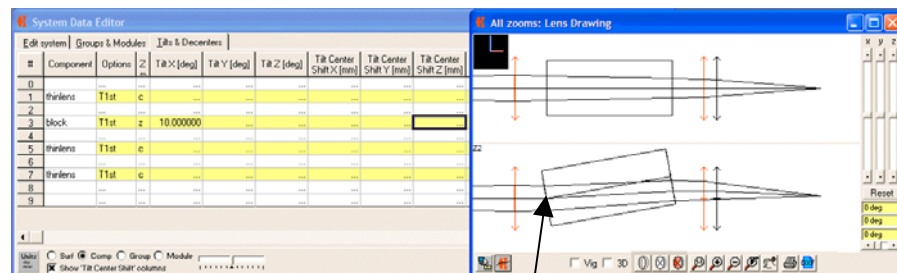 System Data Editor
Edit system Groups & Modules Tilts & Decenters
# Component Options Z Tilt X [deg] Tilt Y [deg] Tilt Z [deg] Tilt Center Shift X [mm] Tilt Center Shift Y [mm] Tilt Center Shift Z [mm]
0 ... ... ... ... ... ... ... ...
1 thinlens T1st c ... ... ... ... ... ...
2 ... ... ... ... ... ... ... ...
3 block T1st z 10.000000 ... ... ... ... ...
4 ... ... ... ... ... ... ... ...
5 thinlens T1st c ... ... ... ... ... ...
6 ... ... ... ... ... ... ... ...
7 thinlens T1st c ... ... ... ... ... ...
8 ... ... ... ... ... ... ... ...
9 ... ... ... ... ... ... ... ...
Units Surf Comp Group Module
Show 'Tilt Center Shift' columns
All zooms: Lens Drawing
x y z
Z2
Reset
0 deg
0 deg
0 deg
Vig 3D